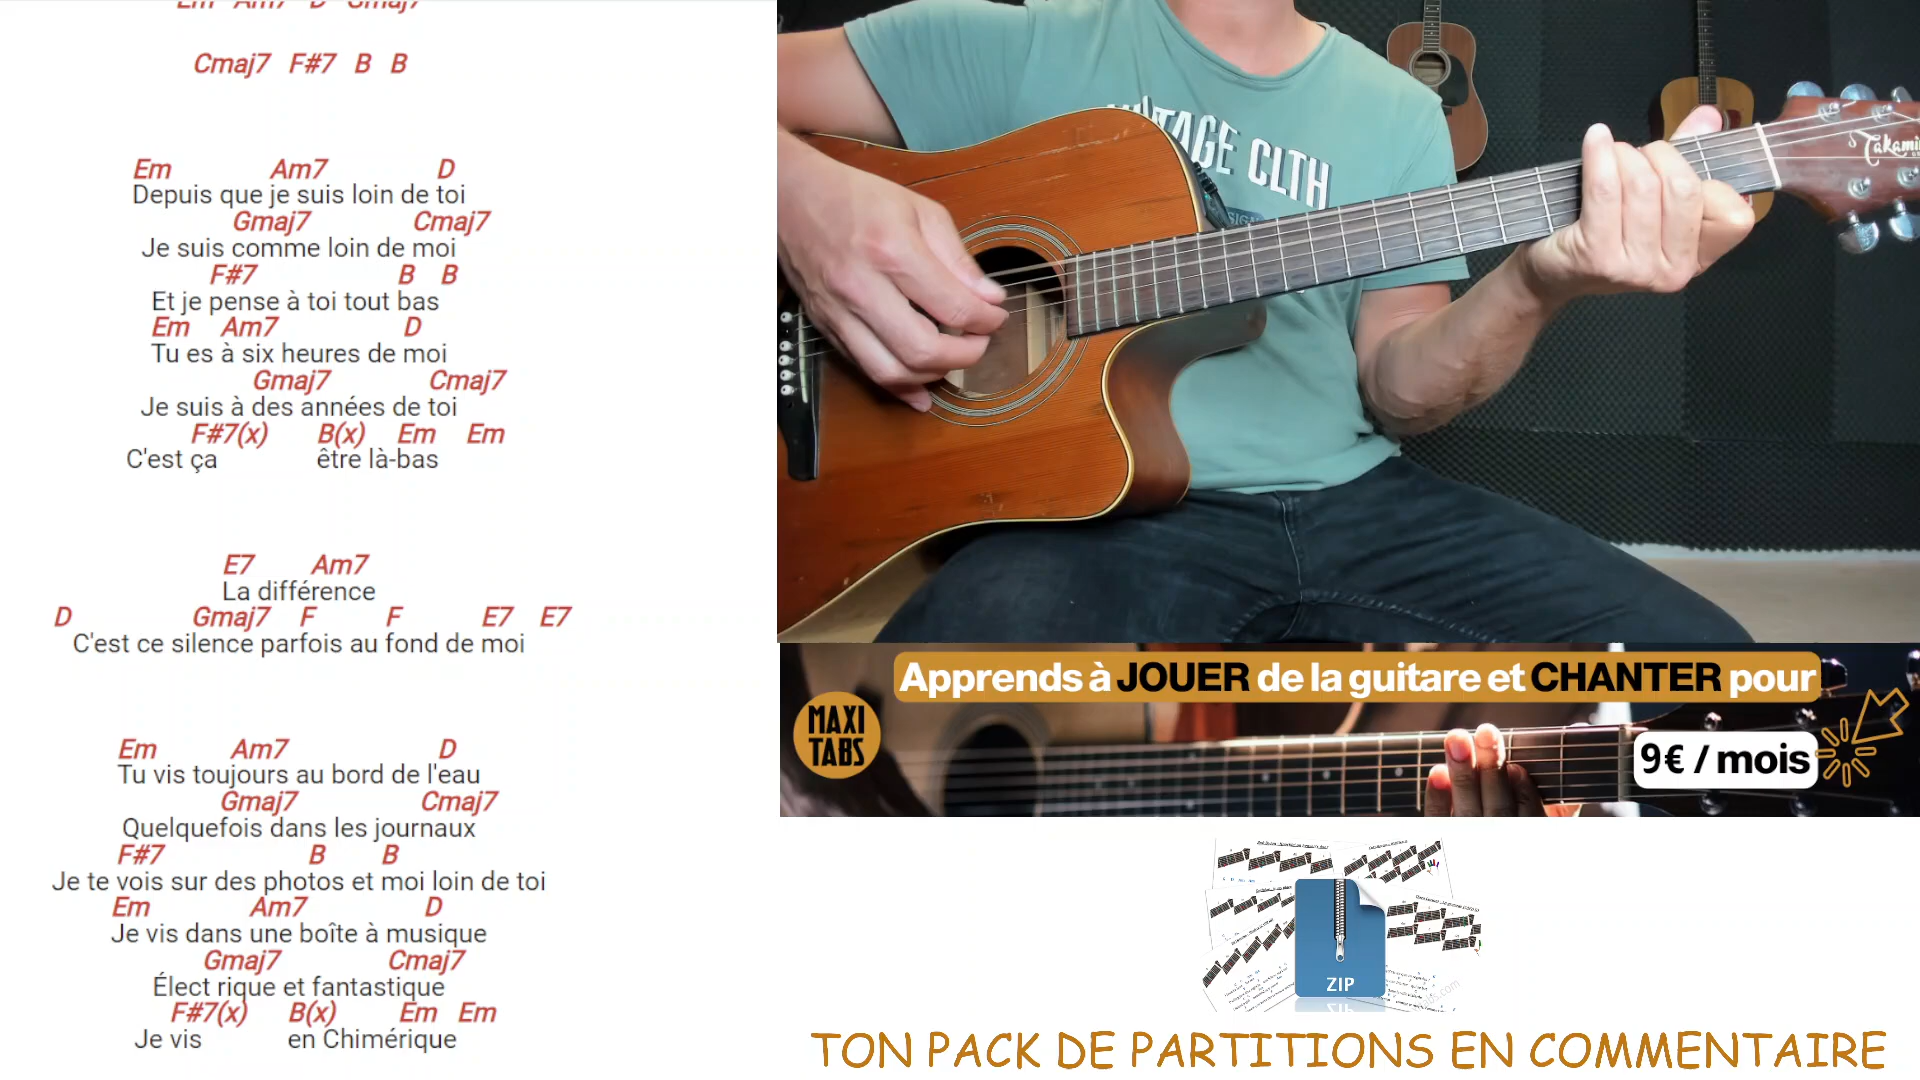 Em Am7 D Gmaj7
Cmaj7 F#7 B B
Em Am7 D
Depuis que je suis loin de toi
Gmaj7 Cmaj7
Je suis comme loin de moi
F#7 B B
Et je pense à toi tout bas
Em Am7 D
Tu es à six heures de moi
Gmaj7 Cmaj7
Je suis à des années de toi
F#7(x) B(x) Em Em
C'est ça être là-bas
E7 Am7
La différence
D Gmaj7 F F E7 E7
C'est ce silence parfois au fond de moi
Em Am7 D
Tu vis toujours au bord de l'eau
Gmaj7 Cmaj7
Quelquefois dans les journaux
F#7 B B
Je te vois sur des photos et moi loin de toi
Em Am7 D
Je vis dans une boîte à musique
Gmaj7 Cmaj7
Élect rique et fantastique
F#7(x) B(x) Em Em
Je vis en Chimérique
CLTH
Apprends à JOUER de la guitare et CHANTER pour
MAXI
TABS
9€ / mois
ZIP
TON PACK DE PARTITIONS EN COMMENTAIRE